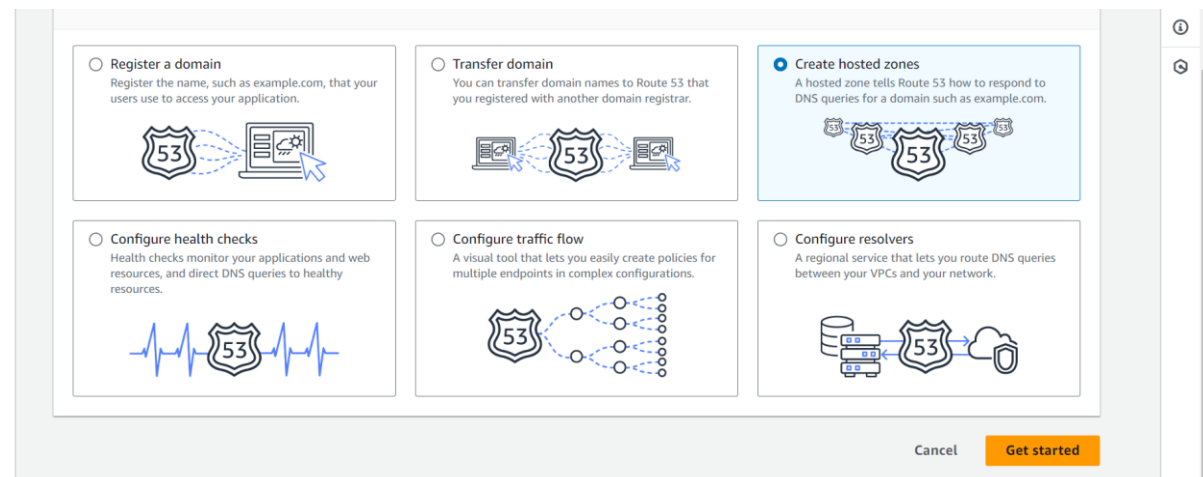 Register a domain
Register the name, such as example.com, that your
users use to access your application.
53
Transfer domain
You can transfer domain names to Route 53 that
you registered with another domain registrar.
53
Create hosted zones
A hosted zone tells Route 53 how to respond to
DNS queries for a domain such as example.com.
53
53
53
53
53
Configure health checks
Health checks monitor your applications and web
resources, and direct DNS queries to healthy
resources.
53
Configure traffic flow
A visual tool that lets you easily create policies for
multiple endpoints in complex configurations.
53
Configure resolvers
A regional service that lets you route DNS queries
between your VPCs and your network.
53
Cancel
Get started